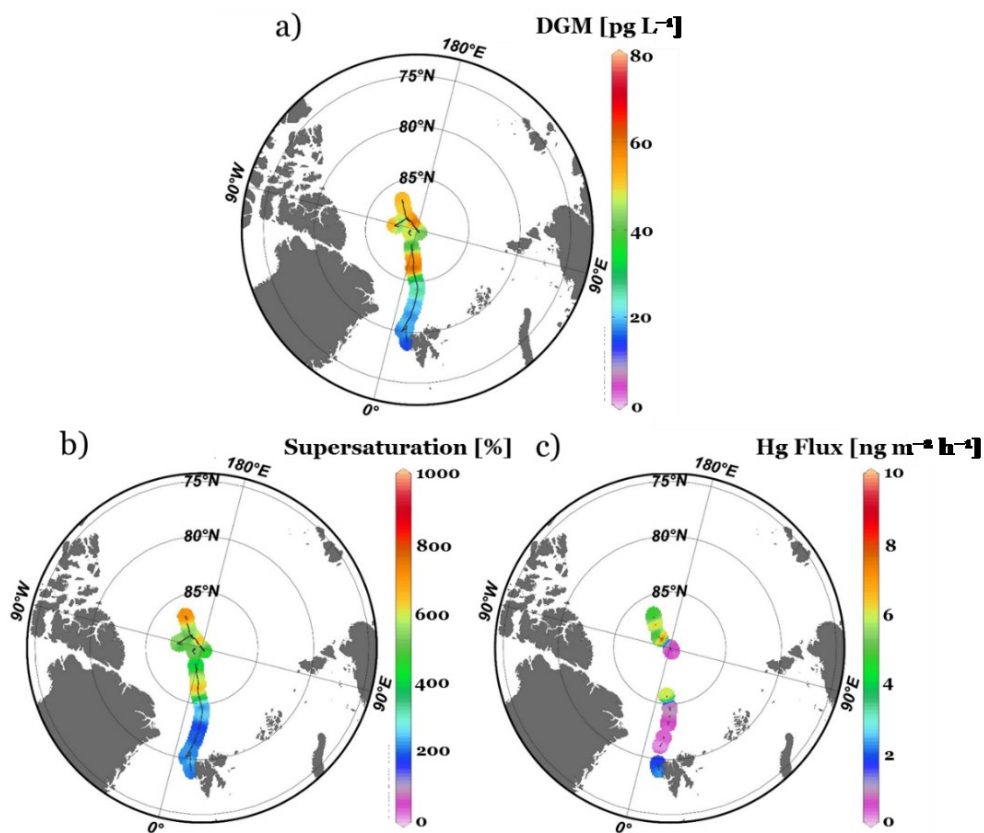 a)
DGM [pg L⁻¹]
180°E
75°N
80°N
85°N
90°W
90°E
0°
80
60
40
20
0
b)
Supersaturation [%]
180°E
75°N
80°N
85°N
90°W
90°E
0°
1000
800
600
400
200
0
c)
Hg Flux [ng m⁻² h⁻¹]
180°E
75°N
80°N
85°N
90°W
90°E
0°
10
8
6
4
2
0